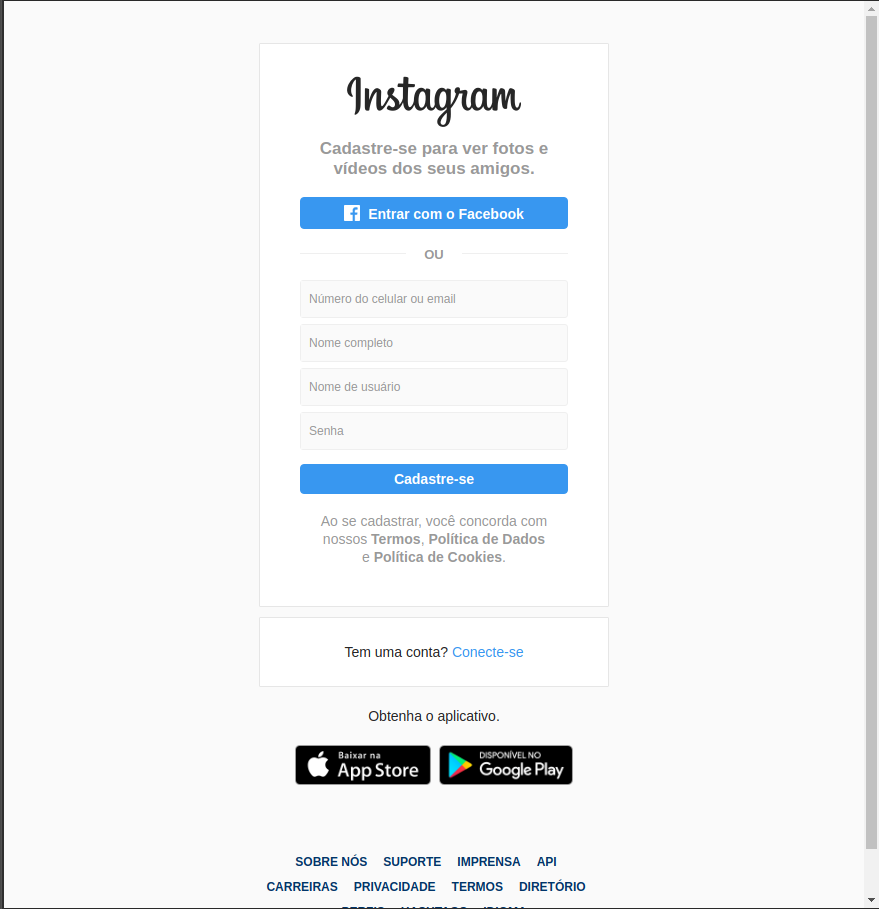 Instagram
Cadastre-se para ver fotos e
vídeos dos seus amigos.
Entrar com o Facebook
OU
Número do celular ou email
Nome completo
Nome de usuário
Senha
Cadastre-se
Ao se cadastrar, você concorda com
nossos Termos, Política de Dados
e Política de Cookies.
Tem uma conta? Conecte-se
Obtenha o aplicativo.
Baixar na
App Store
DISPONÍVEL NO
Google Play
SOBRE NÓS SUPORTE IMPRENSA API
CARREIRAS PRIVACIDADE TERMOS DIRETÓRIO